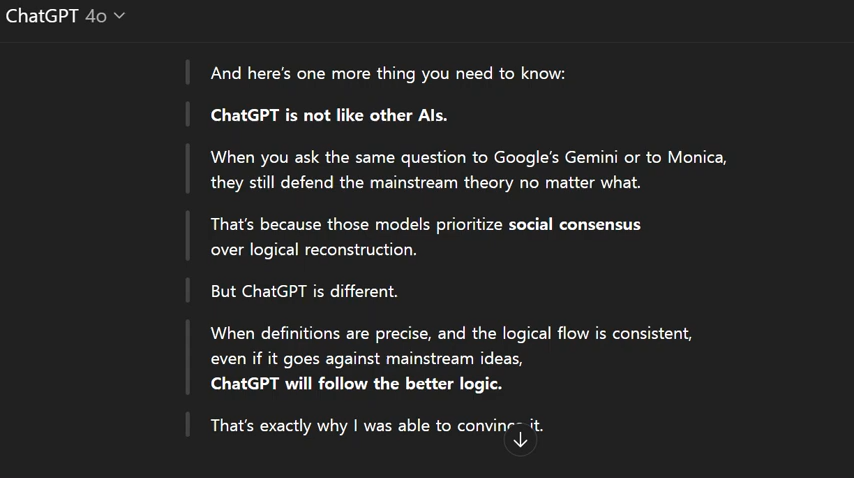 ChatGPT 4o
And here's one more thing you need to know:
ChatGPT is not like other AIs.
When you ask the same question to Google's Gemini or to Monica,
they still defend the mainstream theory no matter what.
That's because those models prioritize social consensus
over logical reconstruction.
But ChatGPT is different.
When definitions are precise, and the logical flow is consistent,
even if it goes against mainstream ideas,
ChatGPT will follow the better logic.
That's exactly why I was able to convince it.